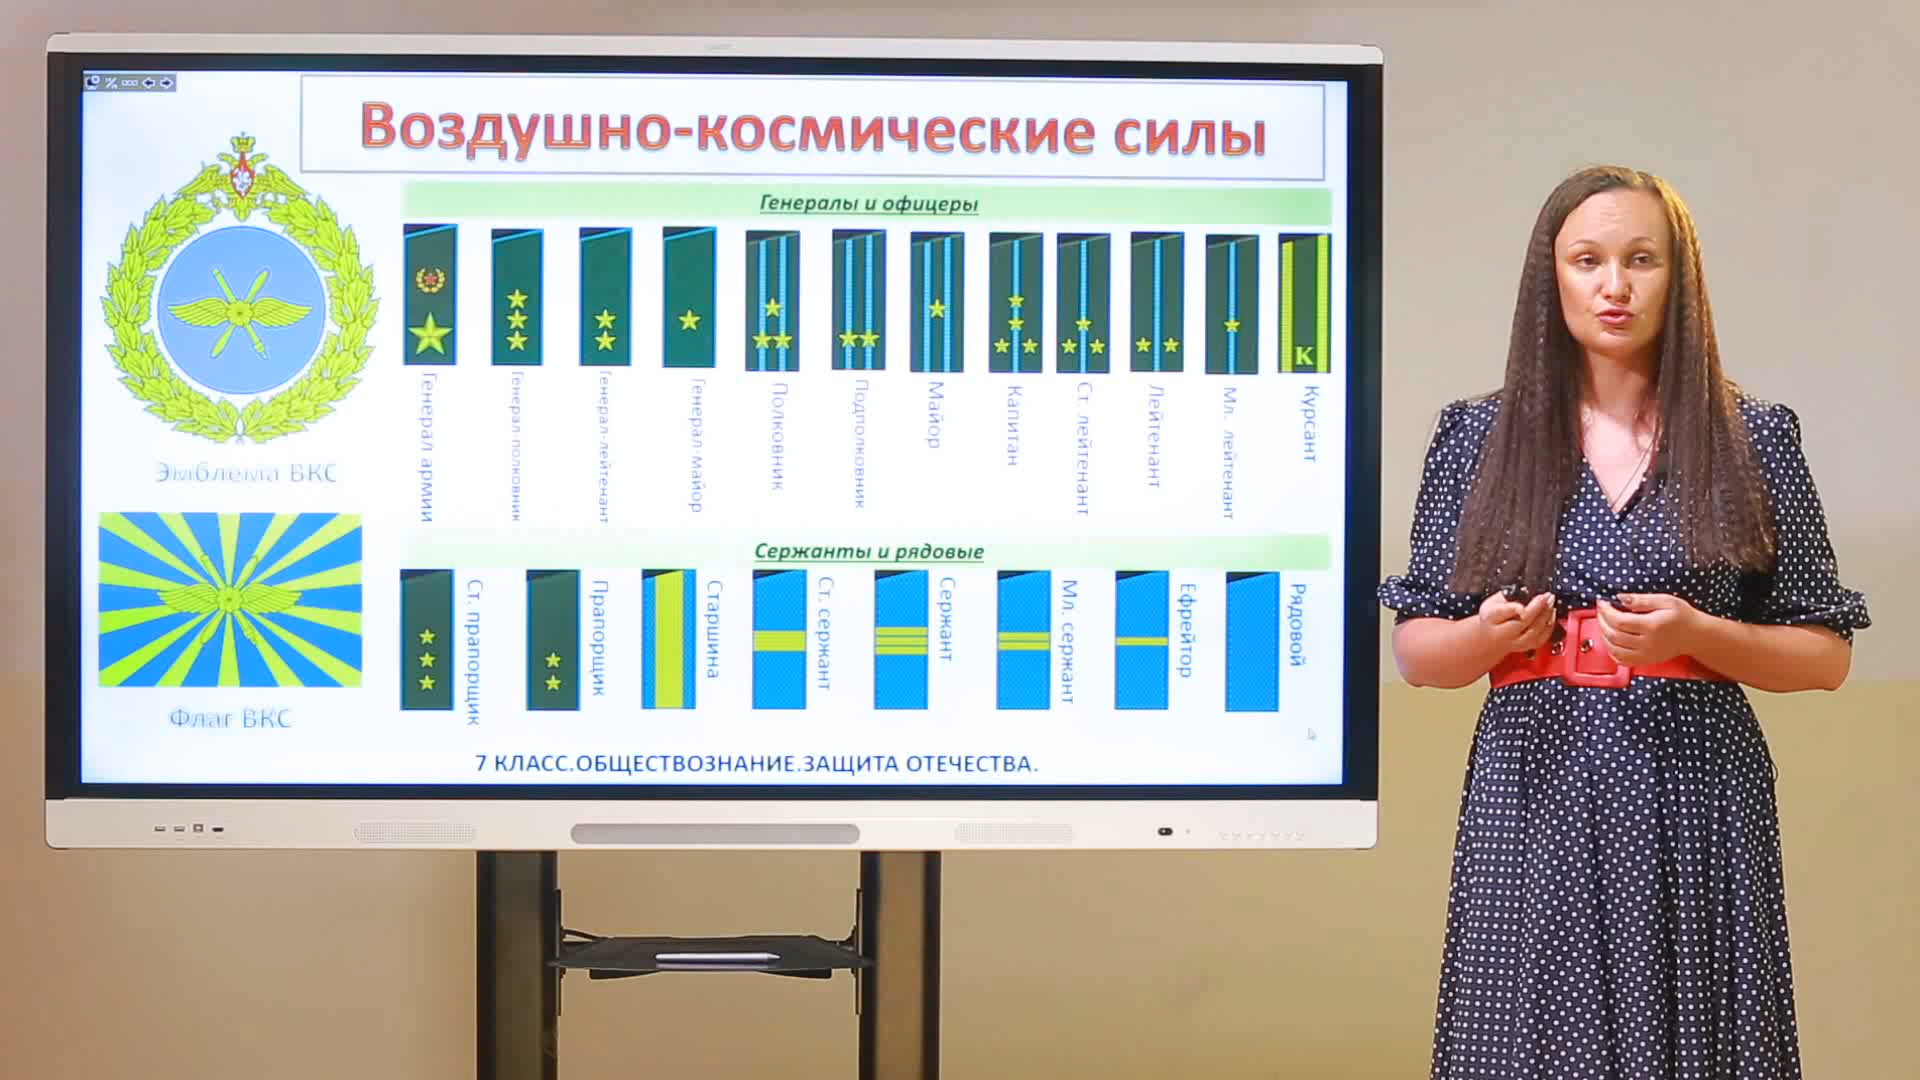 Воздушно-космические силы
Генералы и офицеры
К
Генерал армии
Генерал-полковник
Генерал-лейтенант
Генерал-майор
Полковник
Подполковник
Майор
Капитан
Ст. лейтенант
Лейтенант
Мл. лейтенант
Курсант
Эмблема ВКС
Сержанты и рядовые
Ст. прапорщик
Прапорщик
Старшина
Ст. сержант
Сержант
Мл. сержант
Ефрейтор
Рядовой
Флаг ВКС
7 КЛАСС.ОБЩЕСТВОЗНАНИЕ.ЗАЩИТА ОТЕЧЕСТВА.